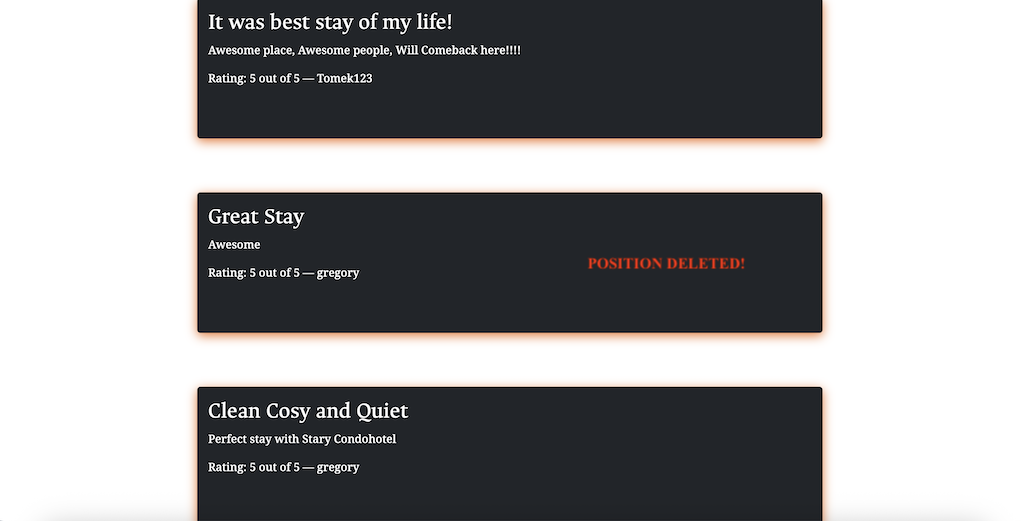 It was best stay of my life!
Awesome place, Awesome people, Will Comeback here!!!!
Rating: 5 out of 5 — Tomek123
Great Stay
Awesome
Rating: 5 out of 5 — gregory
POSITION DELETED!
Clean Cosy and Quiet
Perfect stay with Stary Condohotel
Rating: 5 out of 5 — gregory